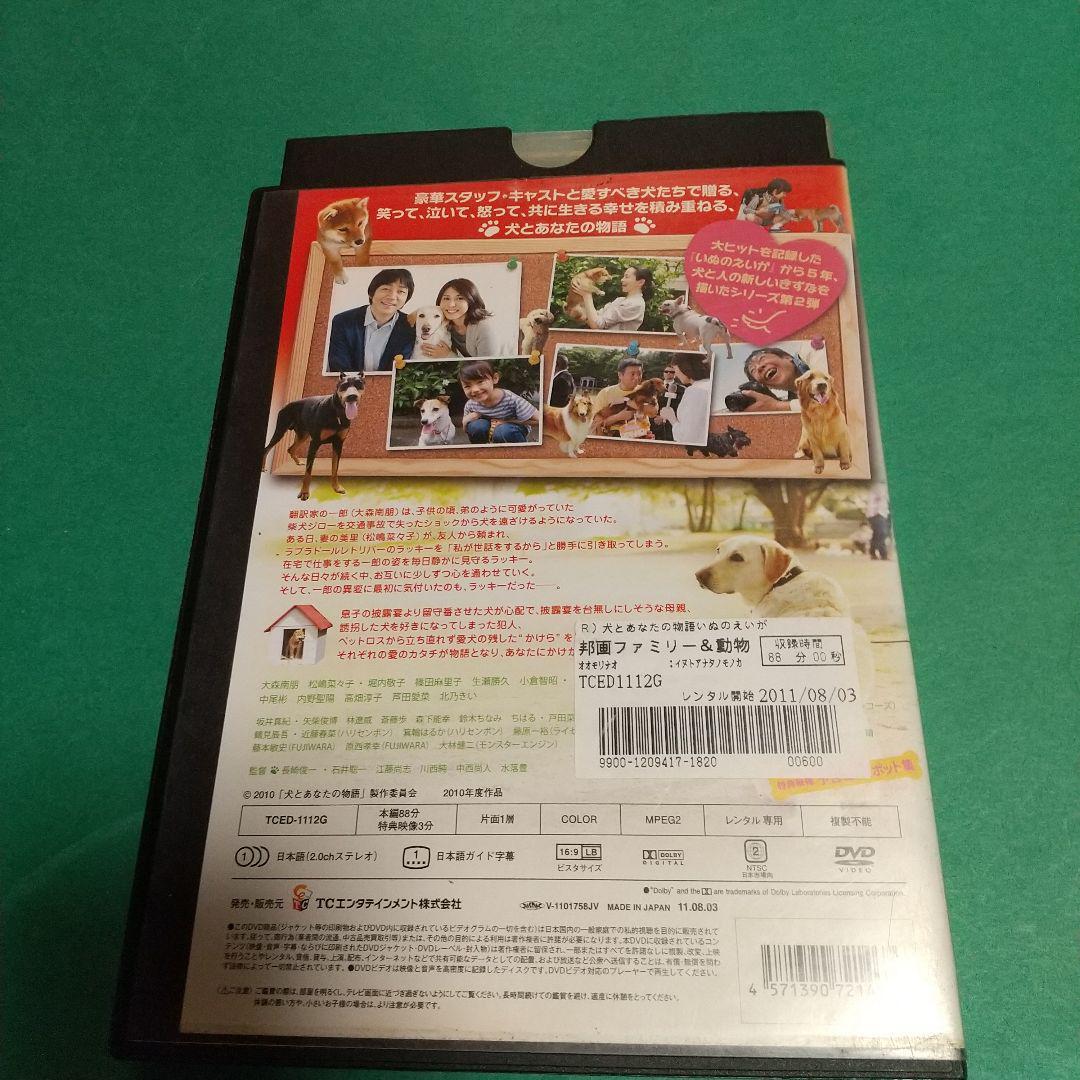 豪華スタッフ・キャストと愛すべき犬たちで贈る、
笑って、泣いて、怒って、共に生きる幸せを積み重ねる、
犬とあなたの物語
大ヒットを記録した
『いぬのえいが』から5年、
犬と人の新しいきずなを
描いたシリーズ第2弾
翻訳家の一郎(大森南朋)は、子供の頃、弟のように可愛がっていた
柴犬ジローを交通事故で失ったショックから犬を遠ざけるようになっていた。
ある日、妻の美里(松嶋菜々子)が、友人から頼まれ、
ラブラドールレトリバーのラッキーを「私が世話をするから」と勝手に引き取ってしまう。
在宅で仕事をする一郎の姿を毎日静かに見守るラッキー。
そんな日々が続く中、お互いに少しずつ心を通わせていく。
そして、一郎の異変に最初に気付いたのも、ラッキーだった──。
息子の披露宴より留守番させた犬が心配で、披露宴を台無しにしそうな母親、
誘拐した犬を好きになってしまった犯人、
ペットロスから立ち直れず愛犬の残した“かけら”を
それぞれの愛のカタチが物語となり、あなたにかけが
R)犬とあなたの物語いぬのえいが
邦画ファミリー&動物
収録時間
88 分00秒
オオモリナオ :イヌトアナタノモノカ
TCED1112G
レンタル開始 2011/08/03
9900-1209417-1820 00600
大森南朋 松嶋菜々子・堀内敬子 篠田麻里子 生瀬勝久 小倉智昭・
中尾彬 内野聖陽 高畑淳子 芦田愛菜 北乃きい
坂井真紀・矢柴俊博 林遣威 斎藤歩 森下能幸 鈴木ちなみ ちはる・戸田菜
鶴見辰吾・近藤春菜(ハリセンボン) 箕輪はるか(ハリセンボン) 藤原一裕(ライセ
藤本敏史(FUJIWARA) 原西孝幸(FUJIWARA) 大林健二(モンスターエンジン)
監督 長崎俊一・石井聡一 江藤尚志 川西純 中西尚人 水落豊
© 2010「犬とあなたの物語」製作委員会 2010年度作品
TCED-1112G 本編88分 特典映像3分 片面1層 COLOR MPEG2 レンタル専用 複製不能
1 日本語(2.0chステレオ) 1 日本語ガイド字幕 16:9 LB ビスタサイズ DOLBY DIGITAL 2 NTSC 日本市場向 DVD VIDEO
●"Dolby" and the are trademarks of Dolby Laboratories Licensing Corporation.
発売・販売元 TCエンタテインメント株式会社 V-1101758JV MADE IN JAPAN 11.08.03
4 571390 721